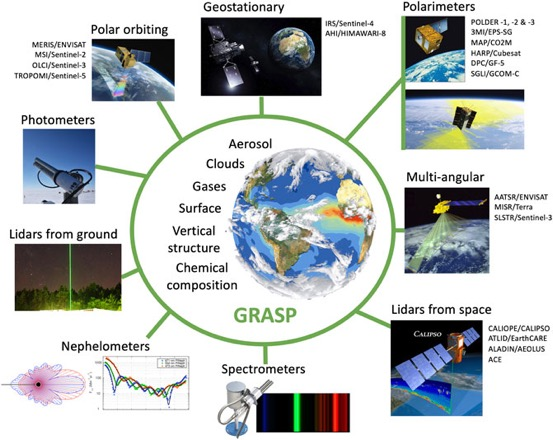 Geostationary
IRS/Sentinel-4
AHI/HIMAWARI-8
Polar orbiting
MERIS/ENVISAT
MSI/Sentinel-2
OLCI/Sentinel-3
TROPOMI/Sentinel-5
Polarimeters
POLDER -1, -2 & -3
3MI/EPS-SG
MAP/CO2M
HARP/Cubesat
DPC/GF-5
SGLI/GCOM-C
Photometers
Aerosol
Clouds
Gases
Surface
Vertical
structure
Chemical
composition
GRASP
Multi-angular
AATSR/ENVISAT
MISR/Terra
SLSTR/Sentinel-3
Lidars from ground
Lidars from space
CALIPSO
CALIOPE/CALIPSO
ATLID/EarthCARE
ALADIN/AEOLUS
ACE
Nephelometers
Spectrometers